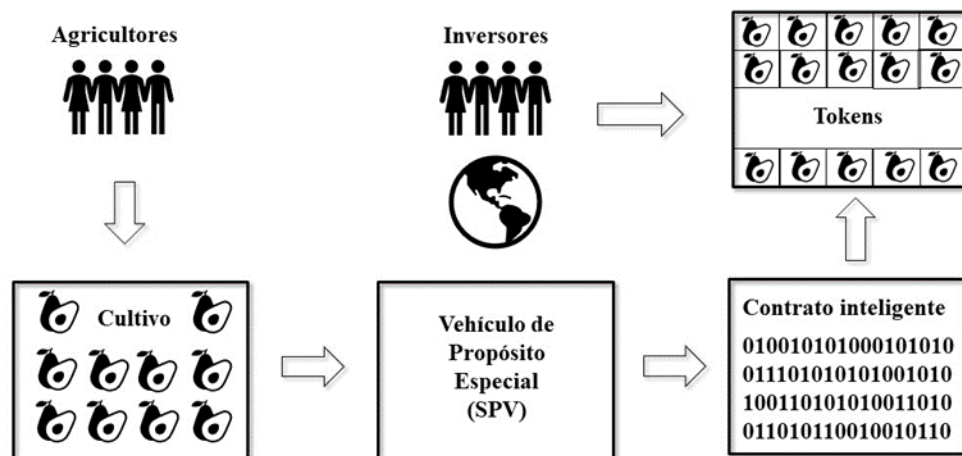 Agricultores
Inversores
Tokens
Cultivo
Vehículo de
Propósito
Especial
(SPV)
Contrato inteligente
010010101000101010
011101010101001010
100110101010011010
011010110010010110